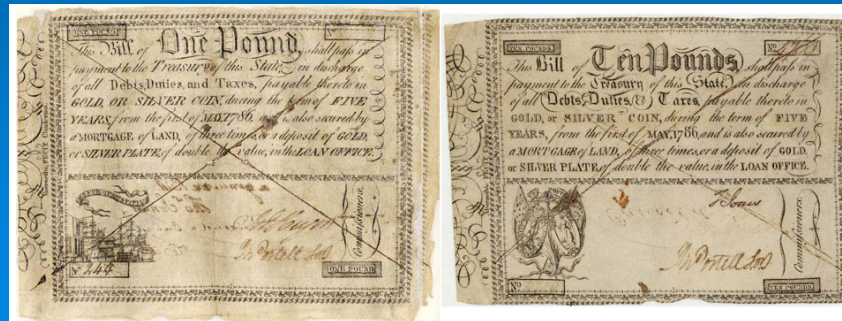 ONE POUND
This Bill of One Pound, shall pass in
payment to the Treasury of this State, in discharge
of all Debts, Duties, and Taxes, payable thereto in
GOLD, OR SILVER COIN, during the term of FIVE
YEARS, from the first of MAY, 1786, and is also secured by
a MORTGAGE of LAND, of three times, or a deposit of GOLD,
or SILVER PLATE, of double the value, in the LOAN OFFICE.
Commissioners.
No 244
ONE POUND
TEN POUNDS
No
This Bill of Ten Pounds, shall pass in
payment to the Treasury of this State, in discharge
of all Debts, Duties, & Taxes, payable thereto in
GOLD, or SILVER COIN, during the term of FIVE
YEARS, from the first of MAY, 1786, and is also secured by
a MORTGAGE of LAND, of three times, or a deposit of GOLD
or SILVER PLATE, of double the value, in the LOAN OFFICE.
Commissioners.
No
TEN POUNDS